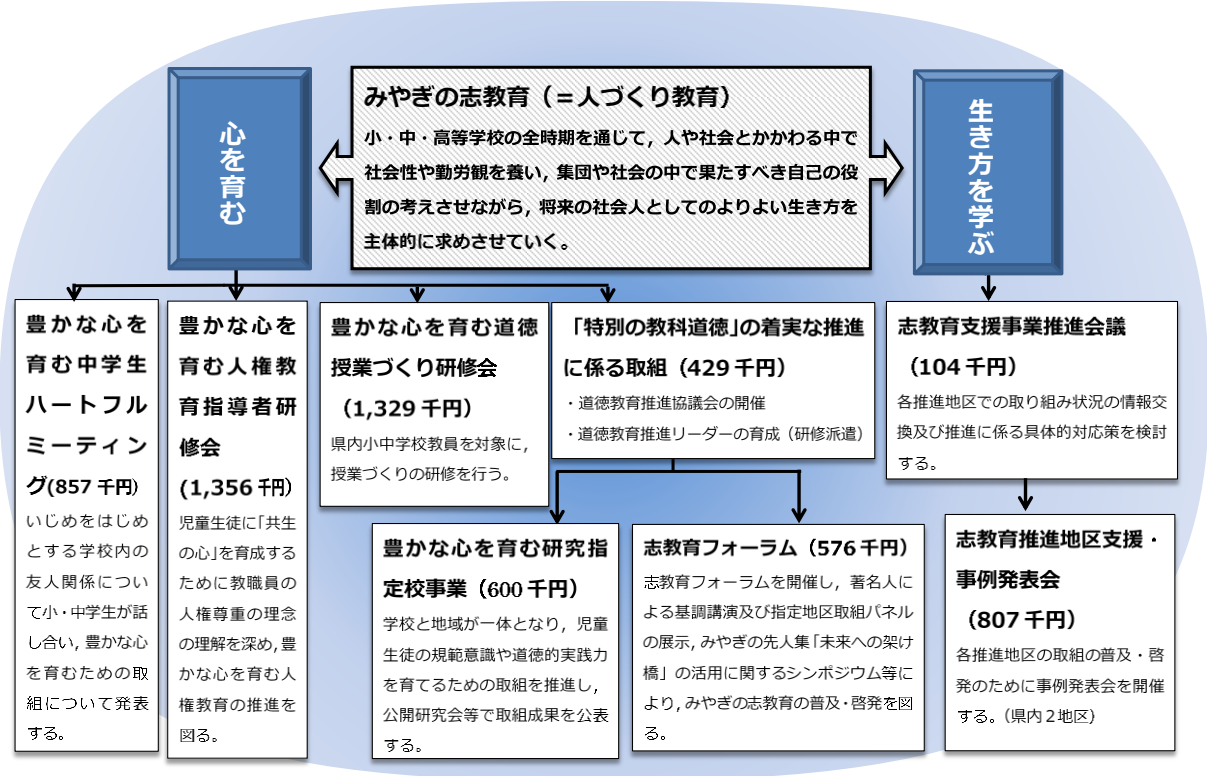 みやぎの志教育（＝人づくり教育）
小・中・高等学校の全時期を通じて，人や社会とかかわる中で
社会性や勤労観を養い，集団や社会の中で果たすべき自己の役
割の考えさせながら，将来の社会人としてのよりよい生き方を
主体的に求めさせていく。
心を育む
生き方を学ぶ
豊かな心を
育む中学生
ハートフル
ミーティン
グ(857千円)
いじめをはじめ
とする学校内の
友人関係につい
て小・中学生が話
し合い，豊かな心
を育むための取
組について発表
する。
豊かな心を
育む人権教
育指導者研
修会
(1,356千円)
児童生徒に「共生
の心」を育成する
ために教職員の
人権尊重の理念
の理解を深め，豊
かな心を育む人
権教育の推進を
図る。
豊かな心を育む道徳
授業づくり研修会
（1,329千円）
県内小中学校教員を対象に，
授業づくりの研修を行う。
「特別の教科道徳」の着実な推進
に係る取組（429千円）
・道徳教育推進協議会の開催
・道徳教育推進リーダーの育成（研修派遣）
志教育支援事業推進会議
（104千円）
各推進地区での取り組み状況の情報交
換及び推進に係る具体的対応策を検討
する。
豊かな心を育む研究指
定校事業（600千円）
学校と地域が一体となり，児童
生徒の規範意識や道徳的実践力
を育てるための取組を推進し，
公開研究会等で取組成果を公表
する。
志教育フォーラム（576千円）
志教育フォーラムを開催し，著名人に
よる基調講演及び指定地区取組パネル
の展示，みやぎの先人集「未来への架け
橋」の活用に関するシンポジウム等に
より，みやぎの志教育の普及・啓発を図
る。
志教育推進地区支援・
事例発表会
（807千円）
各推進地区の取組の普及・啓
発のために事例発表会を開催
する。（県内２地区）